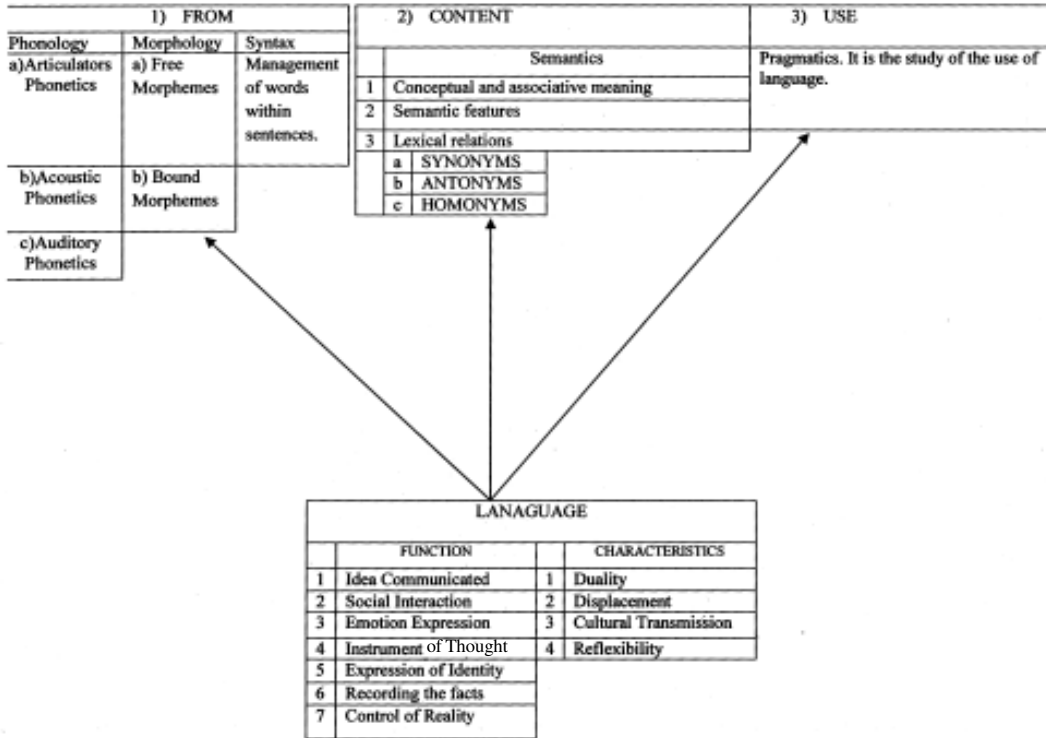 1) FROM
Phonology Morphology Syntax
a)Articulators Phonetics
a) Free Morphemes
Management of words within sentences.
b)Acoustic Phonetics
b) Bound Morphemes
c)Auditory Phonetics
2) CONTENT
Semantics
1 Conceptual and associative meaning
2 Semantic features
3 Lexical relations
a SYNONYMS
b ANTONYMS
c HOMONYMS
3) USE
Pragmatics. It is the study of the use of
language.
LANAGUAGE
FUNCTION CHARACTERISTICS
1 Idea Communicated 1 Duality
2 Social Interaction 2 Displacement
3 Emotion Expression 3 Cultural Transmission
4 Instrument of Thought 4 Reflexibility
5 Expression of Identity
6 Recording the facts
7 Control of Reality